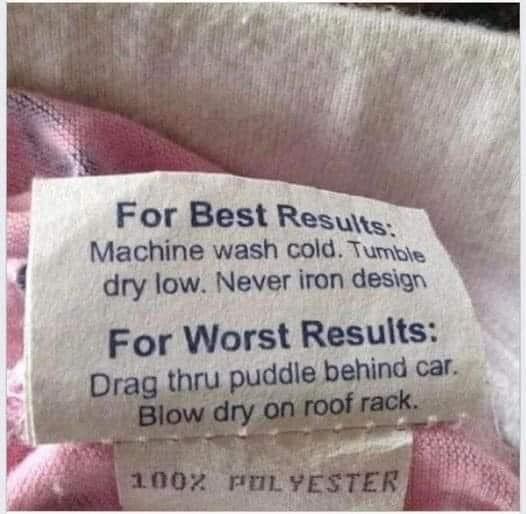 For Best Results:
Machine wash cold. Tumble
dry low. Never iron design
For Worst Results:
Drag thru puddle behind car.
Blow dry on roof rack.
100% POLYESTER